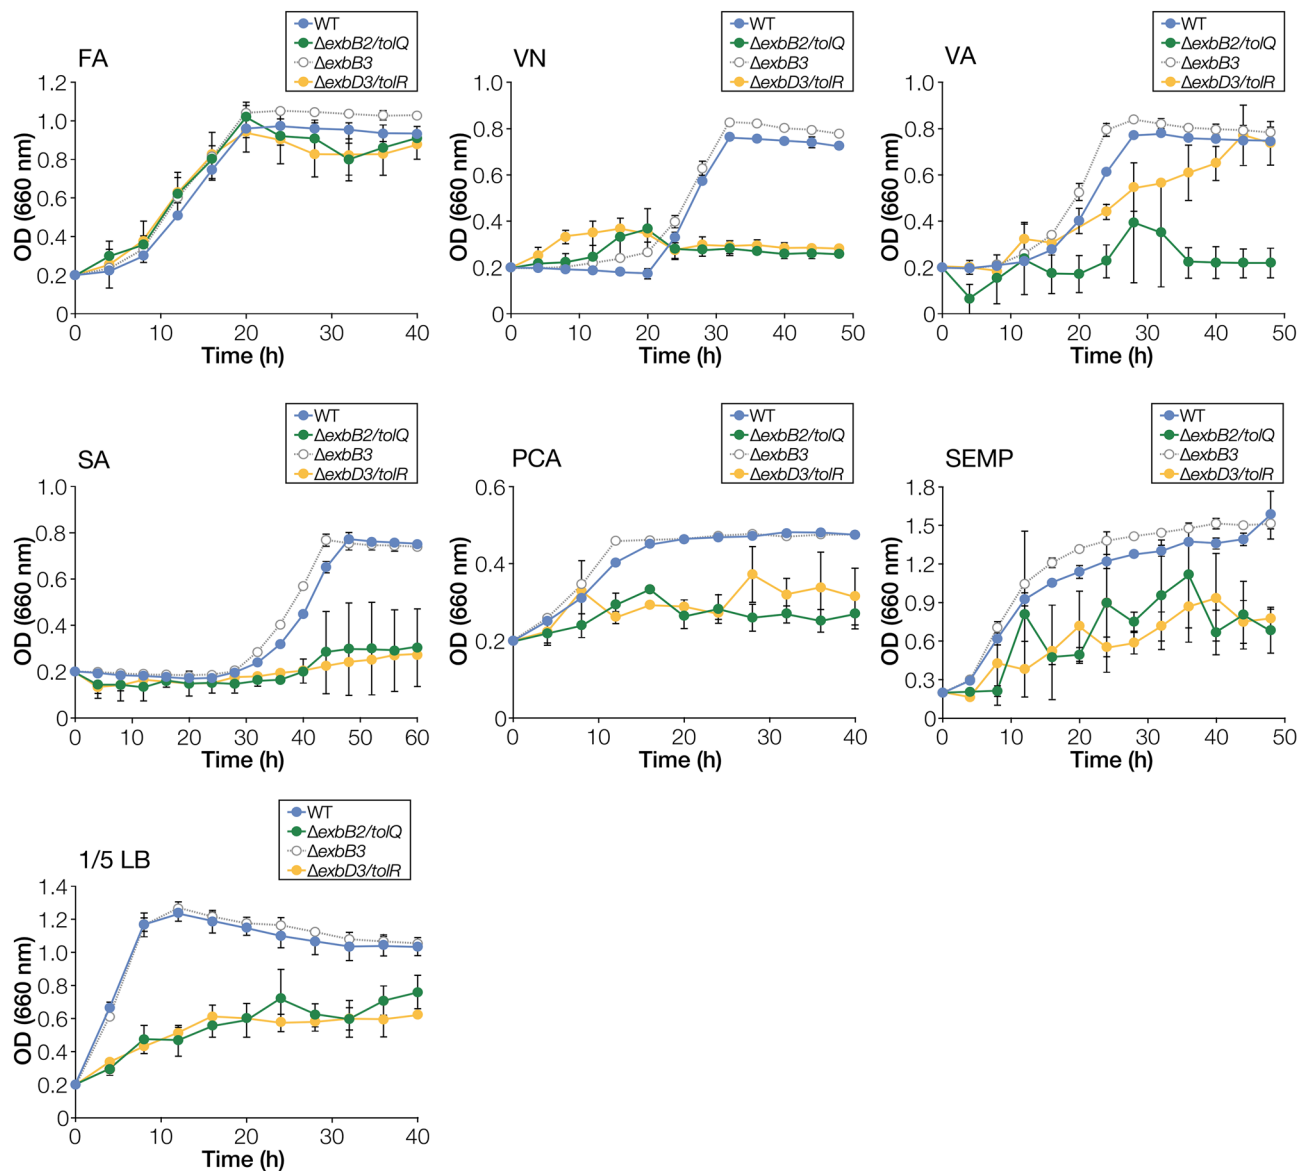 FA
WT
ΔexbB2/tolQ
ΔexbB3
ΔexbD3/tolR
OD (660 nm)
1.2
1.0
0.8
0.6
0.4
0.2
0
0 10 20 30 40
Time (h)
VN
WT
ΔexbB2/tolQ
ΔexbB3
ΔexbD3/tolR
OD (660 nm)
1.0
0.8
0.6
0.4
0.2
0
0 10 20 30 40 50
Time (h)
VA
WT
ΔexbB2/tolQ
ΔexbB3
ΔexbD3/tolR
OD (660 nm)
1.0
0.8
0.6
0.4
0.2
0
0 10 20 30 40 50
Time (h)
SA
WT
ΔexbB2/tolQ
ΔexbB3
ΔexbD3/tolR
OD (660 nm)
1.0
0.8
0.6
0.4
0.2
0
0 10 20 30 40 50 60
Time (h)
PCA
WT
ΔexbB2/tolQ
ΔexbB3
ΔexbD3/tolR
OD (660 nm)
0.6
0.4
0.2
0
0 10 20 30 40
Time (h)
SEMP
WT
ΔexbB2/tolQ
ΔexbB3
ΔexbD3/tolR
OD (660 nm)
1.8
1.5
1.2
0.9
0.6
0.3
0
0 10 20 30 40 50
Time (h)
1/5 LB
WT
ΔexbB2/tolQ
ΔexbB3
ΔexbD3/tolR
OD (660 nm)
1.4
1.2
1.0
0.8
0.6
0.4
0.2
0
0 10 20 30 40
Time (h)